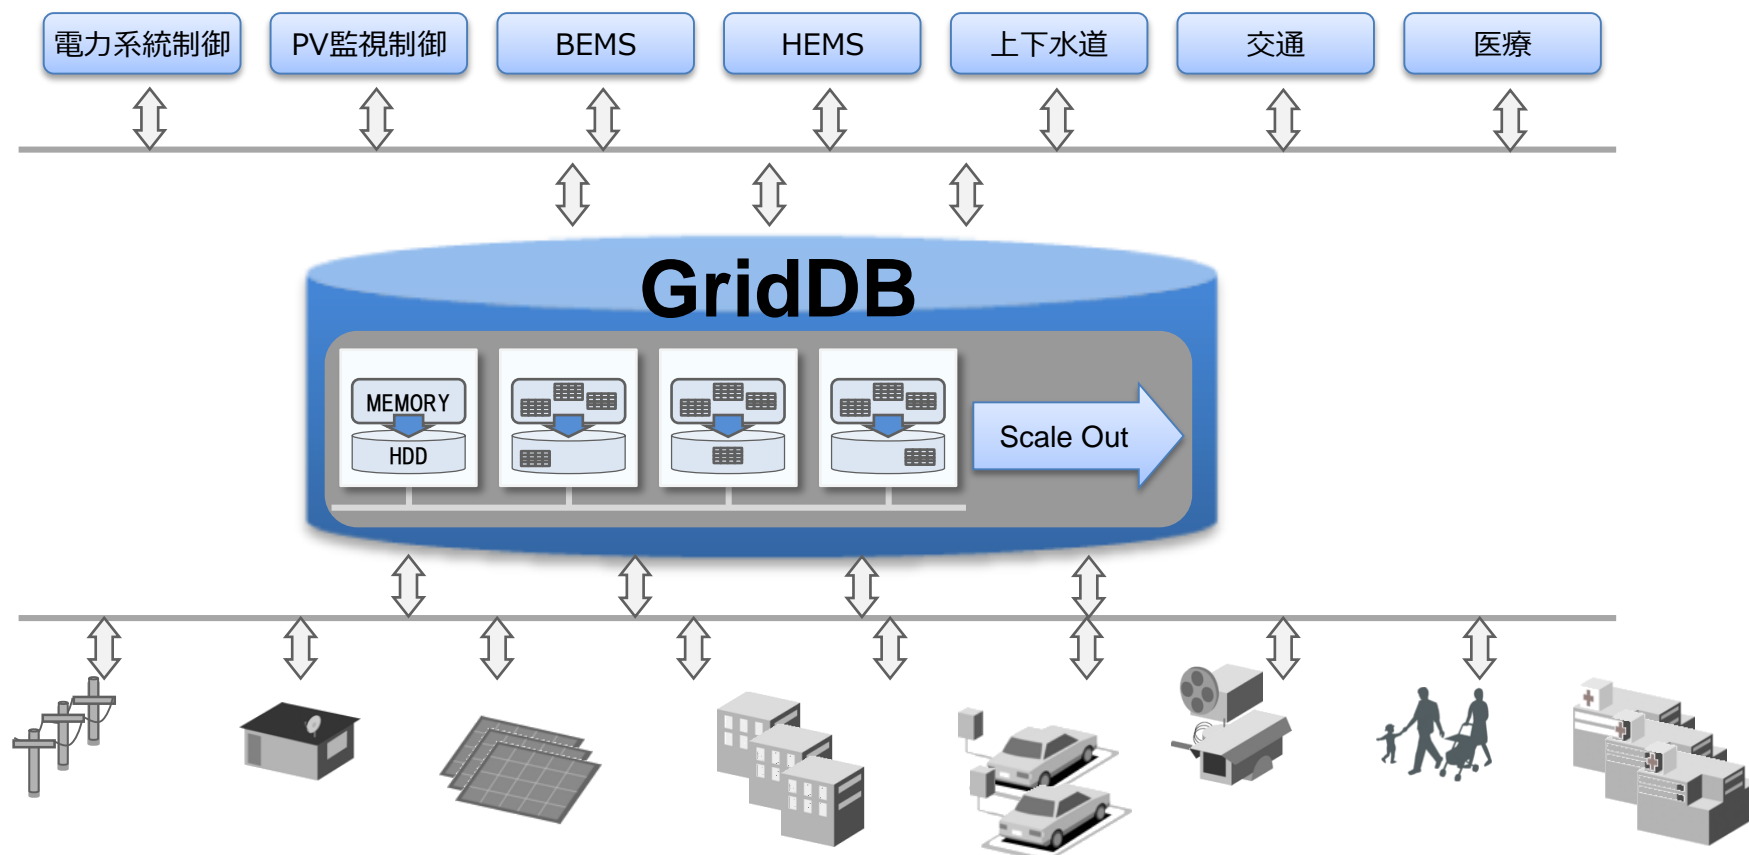 電力系統制御
PV監視制御
BEMS
HEMS
上下水道
交通
医療
GridDB
MEMORY
HDD
Scale Out